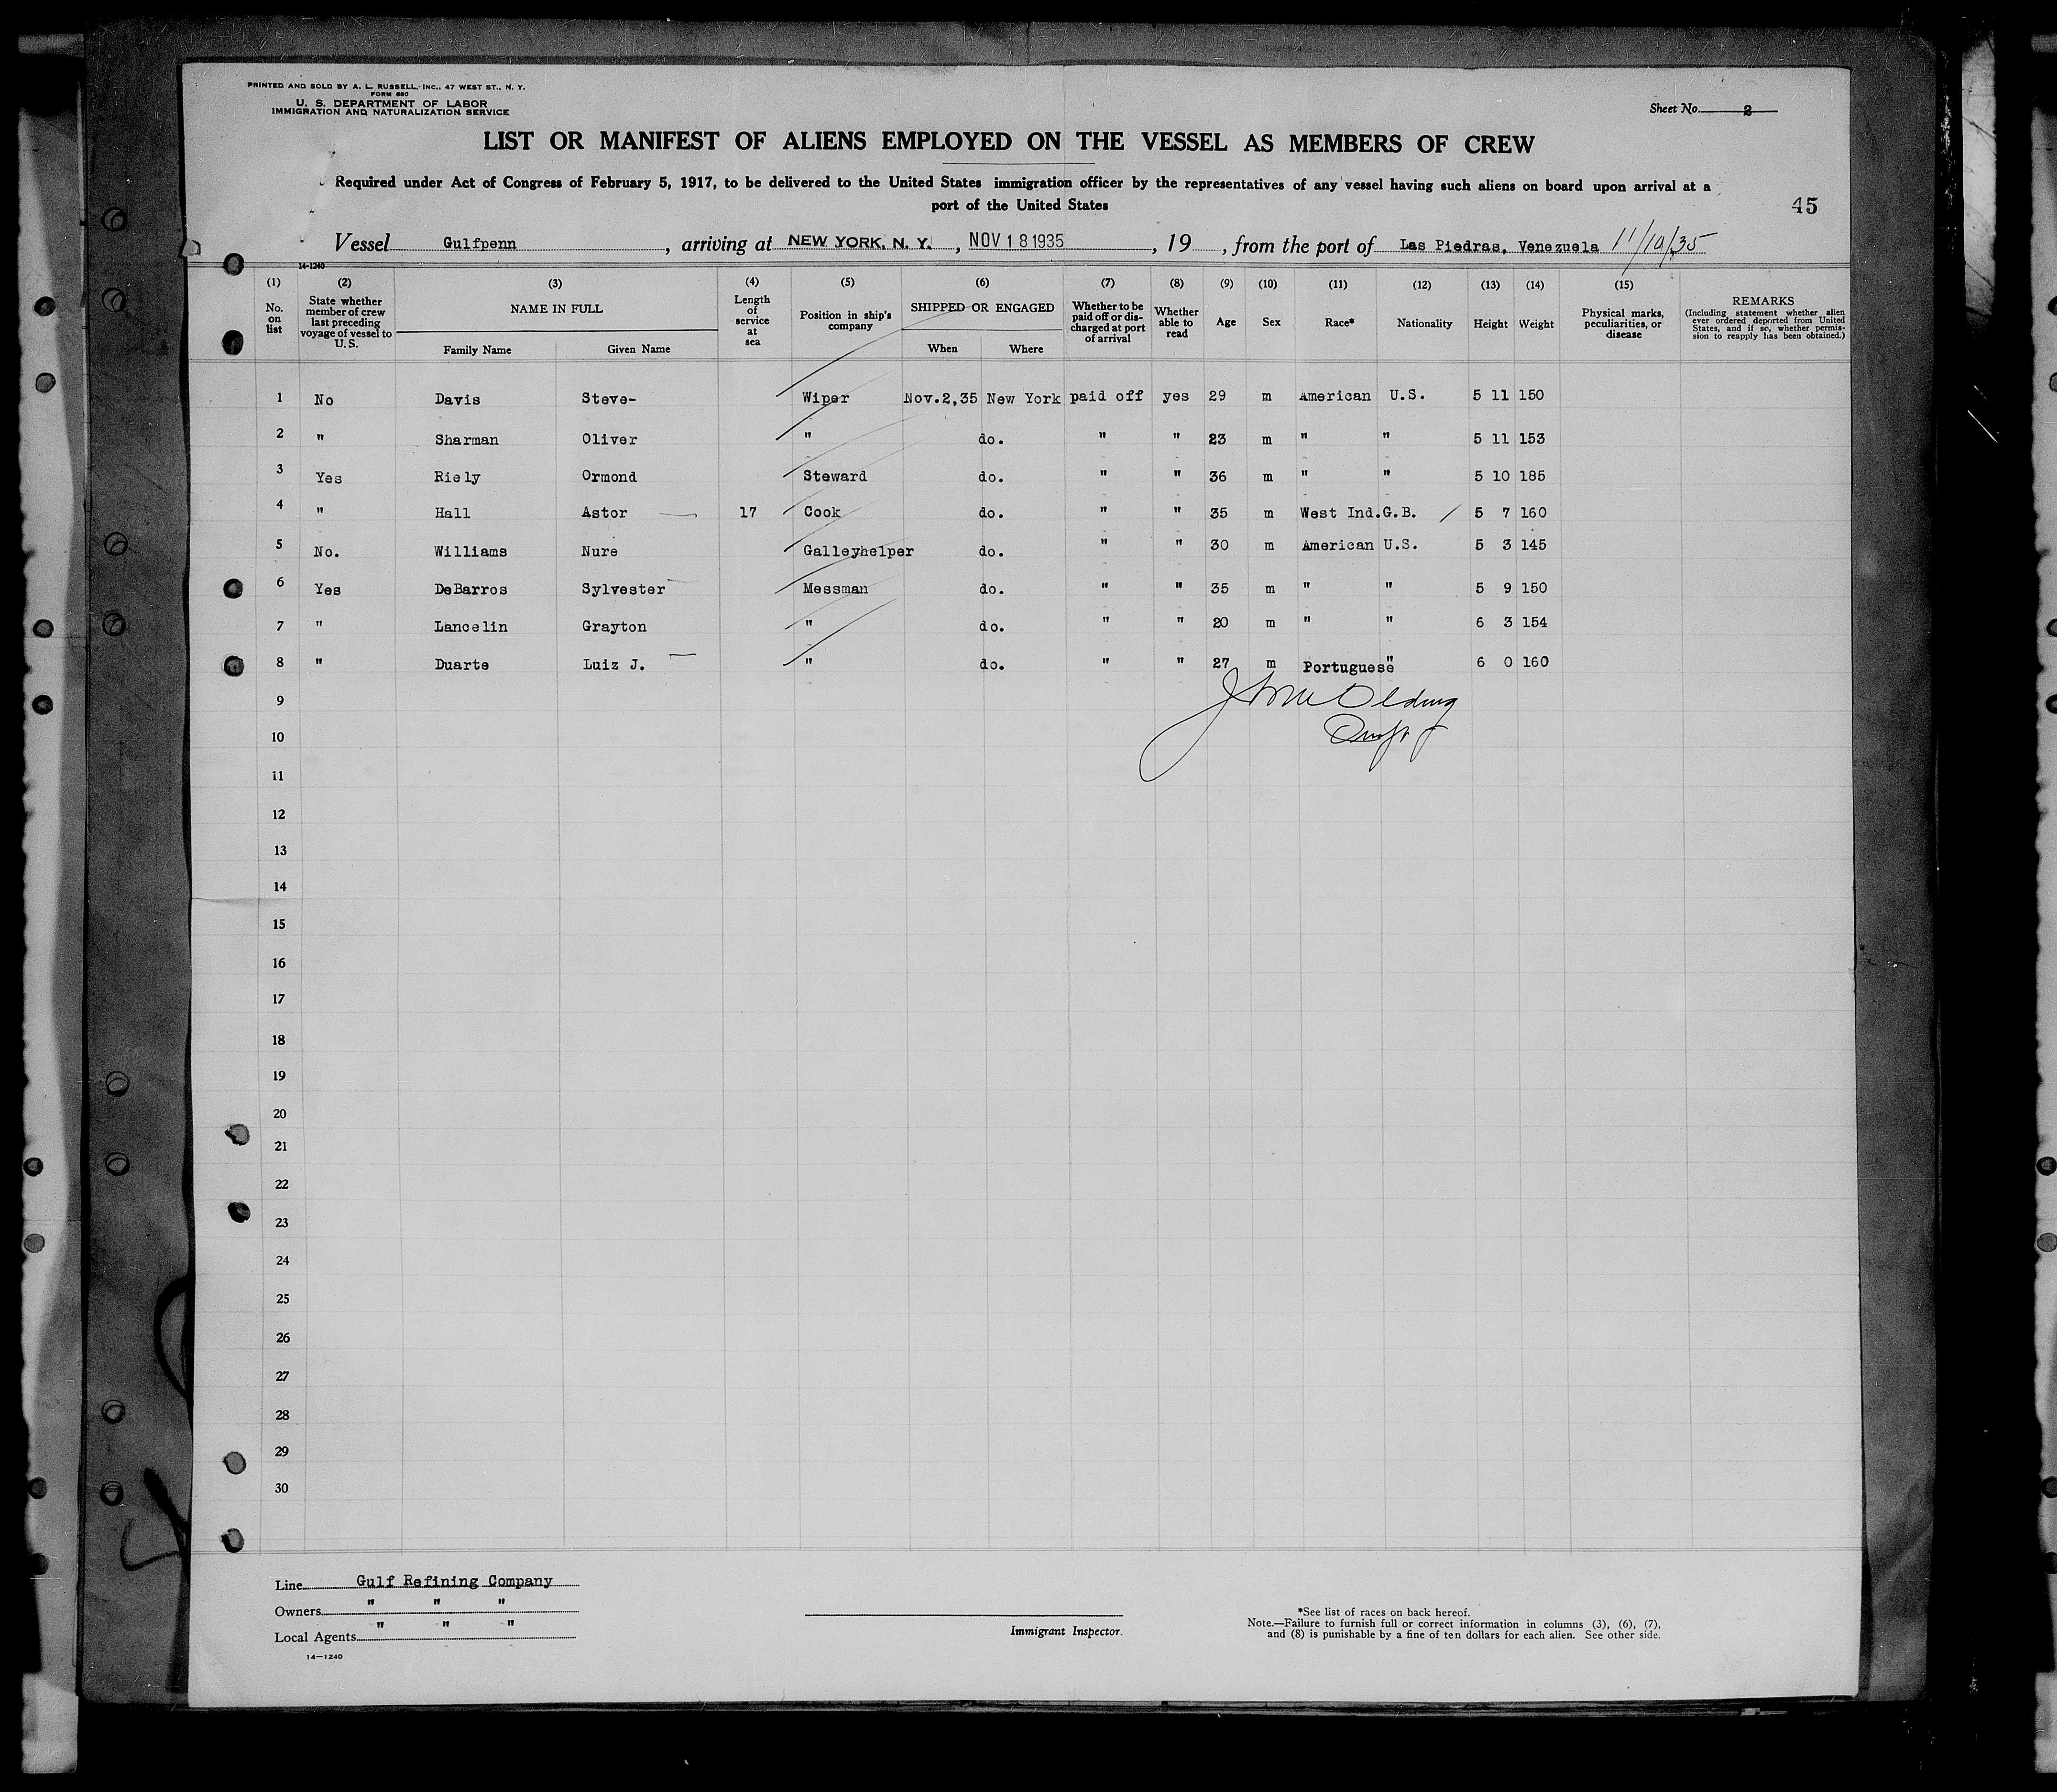 PRINTED AND SOLD BY A. L. RUSSELL, INC., 47 WEST ST., N. Y.
FORM 660
U. S. DEPARTMENT OF LABOR
IMMIGRATION AND NATURALIZATION SERVICE
Sheet No. 2
LIST OR MANIFEST OF ALIENS EMPLOYED ON THE VESSEL AS MEMBERS OF CREW
Required under Act of Congress of February 5, 1917, to be delivered to the United States immigration officer by the representatives of any vessel having such aliens on board upon arrival at a
port of the United States
45
Vessel Gulfpenn, arriving at NEW YORK, N. Y., NOV 18 1935, 19 , from the port of Las Piedras, Venezuela 11/10/35
14-1240
(1) (2) (3) (4) (5) (6) (7) (8) (9) (10) (11) (12) (13) (14) (15)
No. on list
State whether member of crew last preceding voyage of vessel to U. S.
NAME IN FULL
Family Name
Given Name
Length of service at sea
Position in ship's company
SHIPPED OR ENGAGED
When
Where
Whether to be paid off or discharged at port of arrival
Whether able to read
Age
Sex
Race*
Nationality
Height
Weight
Physical marks, peculiarities, or disease
REMARKS
(Including statement whether alien ever ordered deported from United States, and if so, whether permission to reapply has been obtained.)
1 No Davis Steve- Wiper Nov.2,35 New York paid off yes 29 m American U.S. 5 11 150
2 " Sharman Oliver " do. " " 23 m " " 5 11 153
3 Yes Riely Ormond Steward do. " " 36 m " " 5 10 185
4 " Hall Astor 17 Cook do. " " 35 m West Ind. G.B. 5 7 160
5 No. Williams Nure Galleyhelper do. " " 30 m American U.S. 5 3 145
6 Yes DeBarros Sylvester Messman do. " " 35 m " " 5 9 150
7 " Lancelin Grayton " do. " " 20 m " " 6 3 154
8 " Duarte Luiz J. " do. " " 27 m Portuguese " 6 0 160
9
10
11
12
13
14
15
16
17
18
19
20
21
22
23
24
25
26
27
28
29
30
Line Gulf Refining Company
Owners " " "
Local Agents " " "
14-1240
Immigrant Inspector.
*See list of races on back hereof.
Note.—Failure to furnish full or correct information in columns (3), (6), (7),
and (8) is punishable by a fine of ten dollars for each alien. See other side.